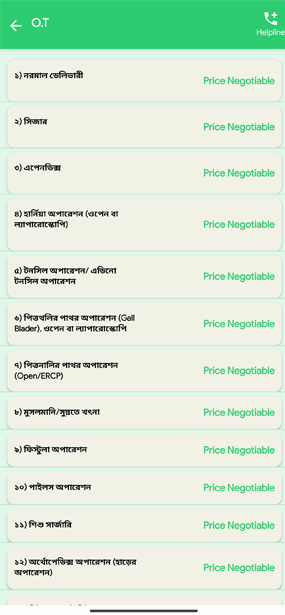 O.T
Helpline
১) নরমাল ডেলিভারী
Price Negotiable
২) সিজার
Price Negotiable
৩) এপেনডিক্স
Price Negotiable
৪) হার্নিয়া অপারেশন (ওপেন বা
ল্যাপারোস্কোপি)
Price Negotiable
৫) টনসিল অপারেশন/ এডিনো
টনসিল অপারেশন
Price Negotiable
৬) পিত্তথলির পাথর অপারেশন (Gall
Blader), ওপেন বা ল্যাপারোস্কোপি
Price Negotiable
৭) পিত্তনালির পাথর অপারেশন
(Open/ERCP)
Price Negotiable
৮) মুসলমানি/সুন্নতে খৎনা
Price Negotiable
৯) ফিস্টুলা অপারেশন
Price Negotiable
১০) পাইলস অপারেশন
Price Negotiable
১১) শিশু সার্জারি
Price Negotiable
১২) অর্থোপেডিক্স অপারেশন (হাড়ের
অপারেশন)
Price Negotiable